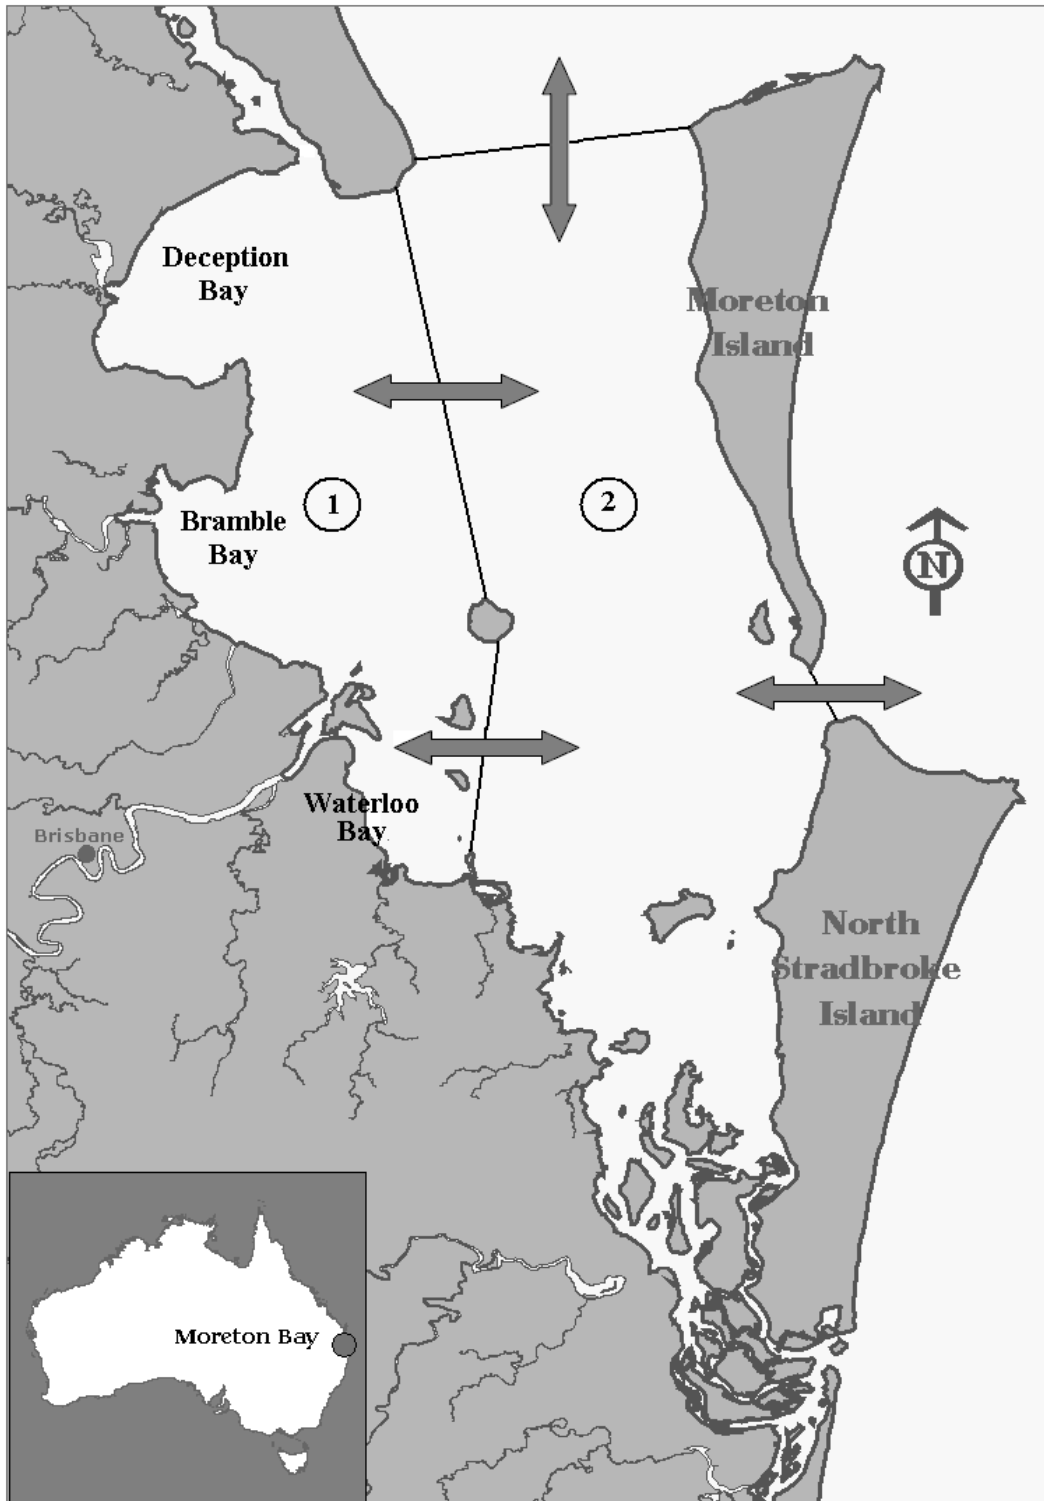 Deception
Bay
Moreton
Island
1
2
Bramble
Bay
N
Waterloo
Bay
Brisbane
North
Stradbroke
Island
Moreton Bay